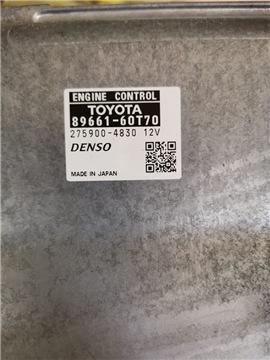 ENGINE CONTROL
TOYOTA
89661-60T70
275900-4830 12V
DENSO
MADE IN JAPAN